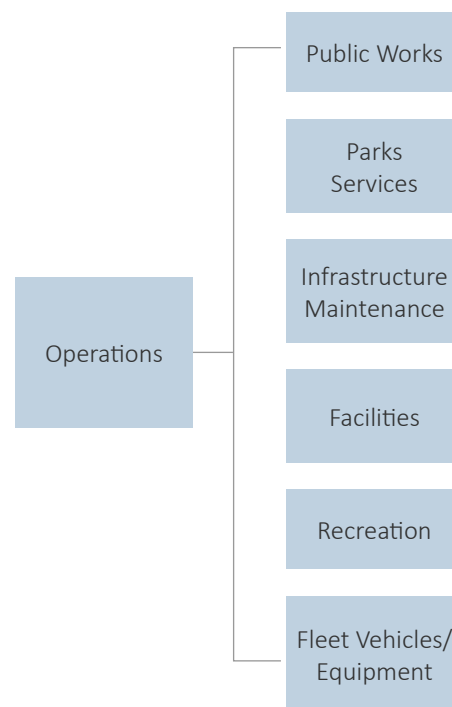 Public Works
Parks
Services
Infrastructure
Maintenance
Operations
Facilities
Recreation
Fleet Vehicles/
Equipment